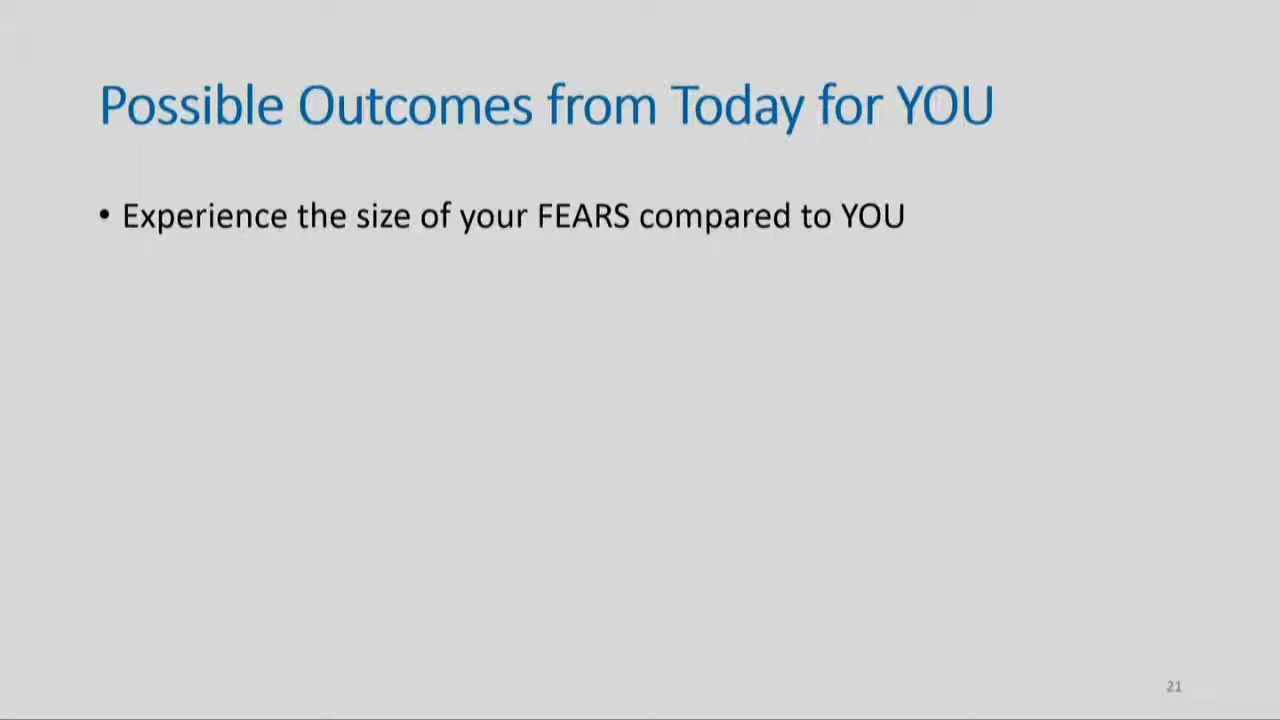 Possible Outcomes from Today for YOU
• Experience the size of your FEARS compared to YOU
21